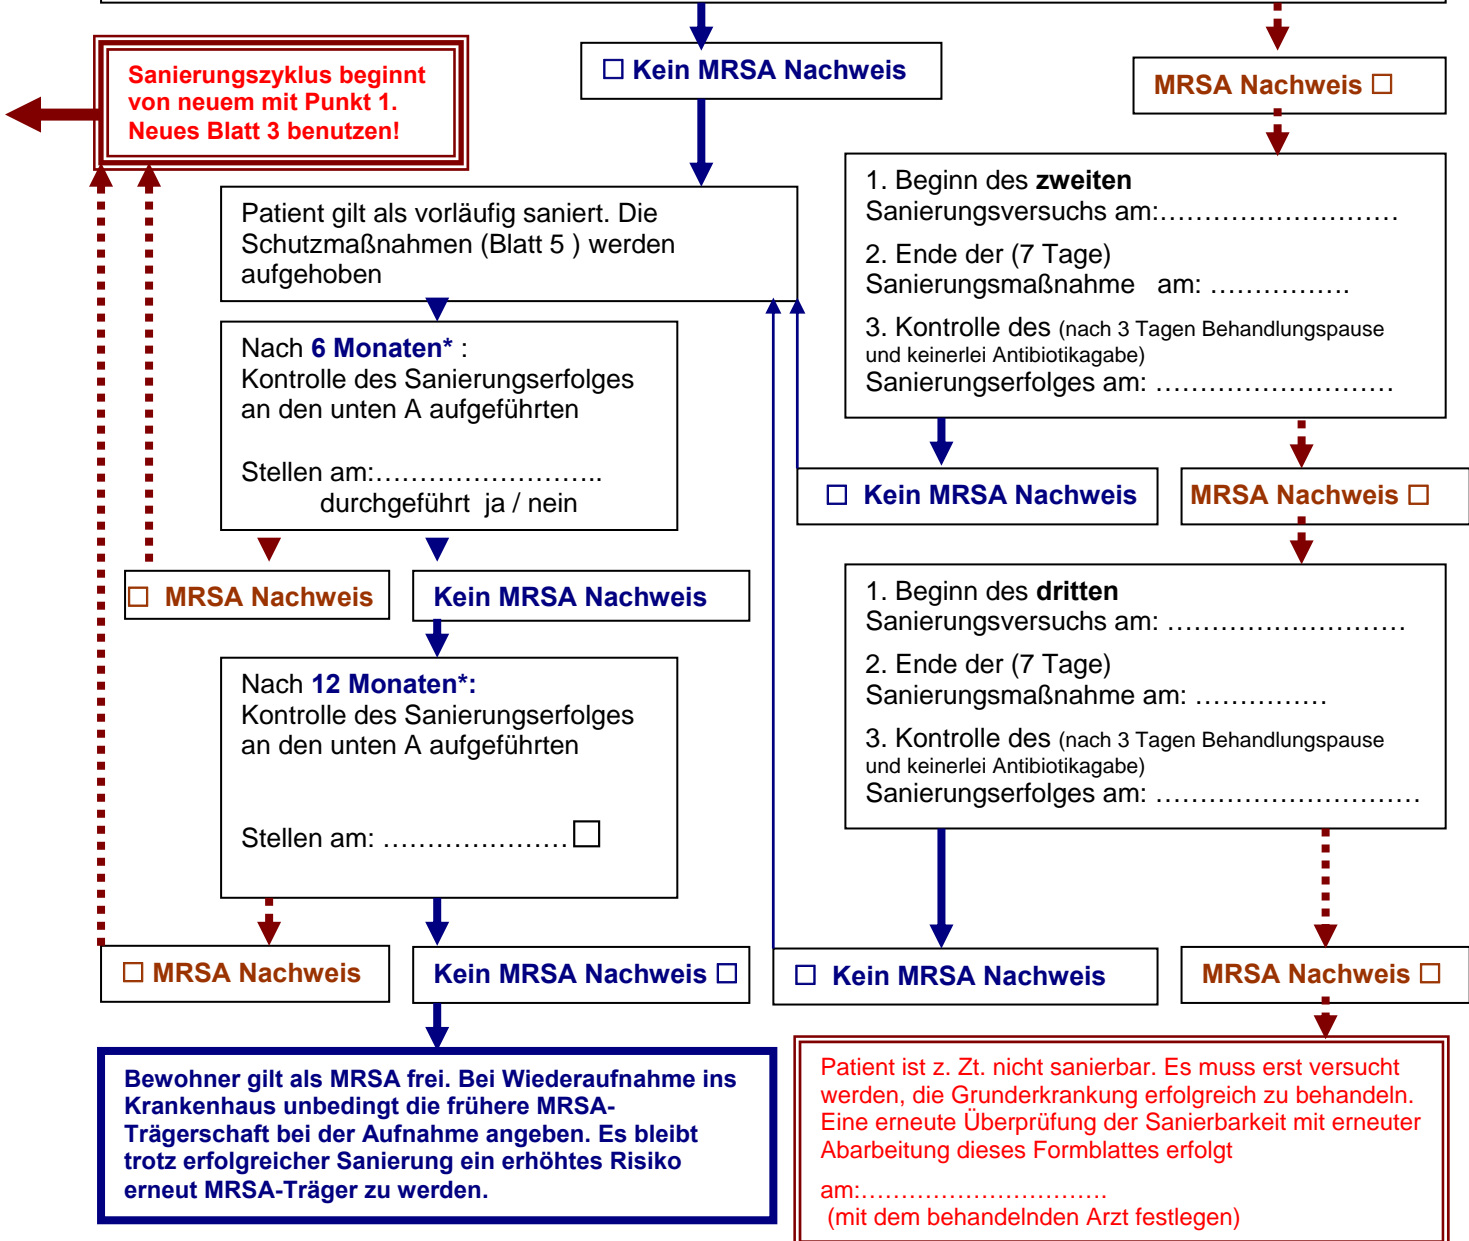 Sanierungszyklus beginnt
von neuem mit Punkt 1.
Neues Blatt 3 benutzen!
☐ Kein MRSA Nachweis
MRSA Nachweis ☐
Patient gilt als vorläufig saniert. Die
Schutzmaßnahmen (Blatt 5 ) werden
aufgehoben
1. Beginn des zweiten
Sanierungsversuchs am:………………………
2. Ende der (7 Tage)
Sanierungsmaßnahme   am: …………….
3. Kontrolle des (nach 3 Tagen Behandlungspause
und keinerlei Antibiotikagabe)
Sanierungserfolges am: ………………………
Nach 6 Monaten* :
Kontrolle des Sanierungserfolges
an den unten A aufgeführten
Stellen am:……………………..
durchgeführt  ja / nein
☐ Kein MRSA Nachweis
MRSA Nachweis ☐
☐ MRSA Nachweis
Kein MRSA Nachweis
1. Beginn des dritten
Sanierungsversuchs am: ………………………
2. Ende der (7 Tage)
Sanierungsmaßnahme am: ……………
3. Kontrolle des (nach 3 Tagen Behandlungspause
und keinerlei Antibiotikagabe)
Sanierungserfolges am: …………………………
Nach 12 Monaten*:
Kontrolle des Sanierungserfolges
an den unten A aufgeführten
Stellen am: ………………… ☐
☐ MRSA Nachweis
Kein MRSA Nachweis ☐
☐ Kein MRSA Nachweis
MRSA Nachweis ☐
Bewohner gilt als MRSA frei. Bei Wiederaufnahme ins
Krankenhaus unbedingt die frühere MRSA-
Trägerschaft bei der Aufnahme angeben. Es bleibt
trotz erfolgreicher Sanierung ein erhöhtes Risiko
erneut MRSA-Träger zu werden.
Patient ist z. Zt. nicht sanierbar. Es muss erst versucht
werden, die Grunderkrankung erfolgreich zu behandeln.
Eine erneute Überprüfung der Sanierbarkeit mit erneuter
Abarbeitung dieses Formblattes erfolgt
am:………………………….
(mit dem behandelnden Arzt festlegen)